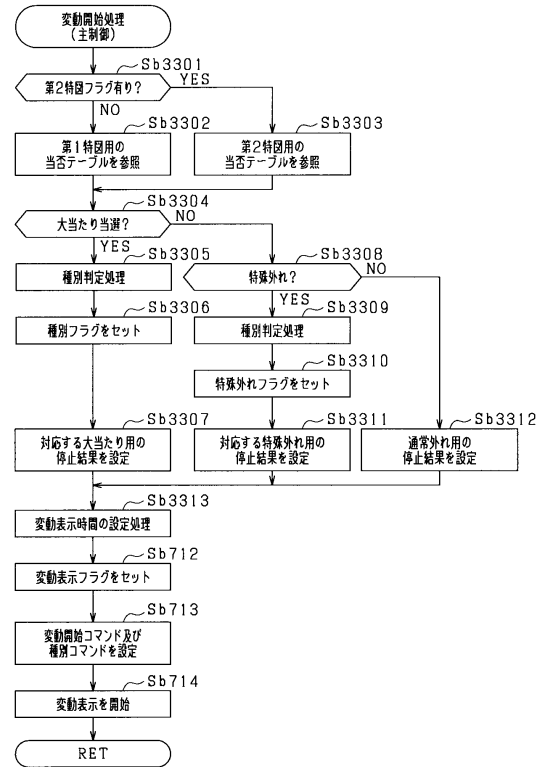 変動開始処理
(主制御)
Sb3301
第2特図フラグ有り?
YES
NO
Sb3302
第1特図用の
当否テーブルを参照
Sb3303
第2特図用の
当否テーブルを参照
Sb3304
大当たり当選?
NO
YES
Sb3305
種別判定処理
Sb3308
特殊外れ?
NO
YES
Sb3306
種別フラグをセット
Sb3309
種別判定処理
Sb3310
特殊外れフラグをセット
Sb3307
対応する大当たり用の
停止結果を設定
Sb3311
対応する特殊外れ用の
停止結果を設定
Sb3312
通常外れ用の
停止結果を設定
Sb3313
変動表示時間の設定処理
Sb712
変動表示フラグをセット
Sb713
変動開始コマンド及び
種別コマンドを設定
Sb714
変動表示を開始
RET